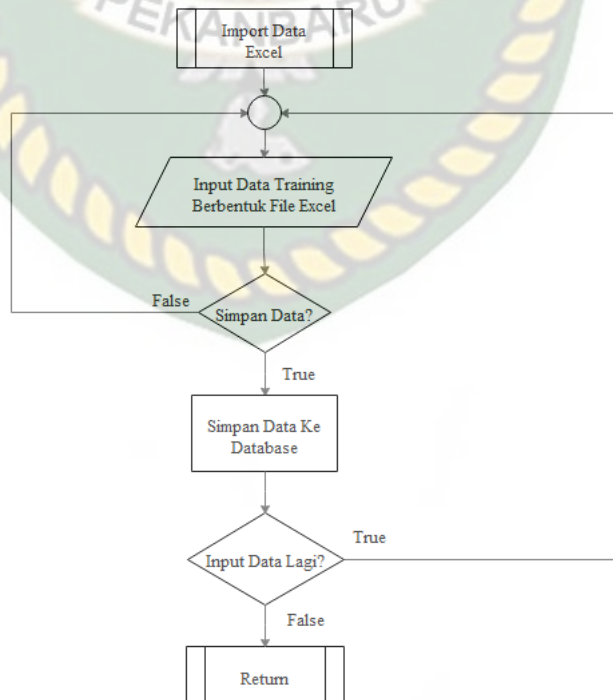 PEKANBARU
Import Data
Excel
Input Data Training
Berbentuk File Excel
False
Simpan Data?
True
Simpan Data Ke
Database
True
Input Data Lagi?
False
Return